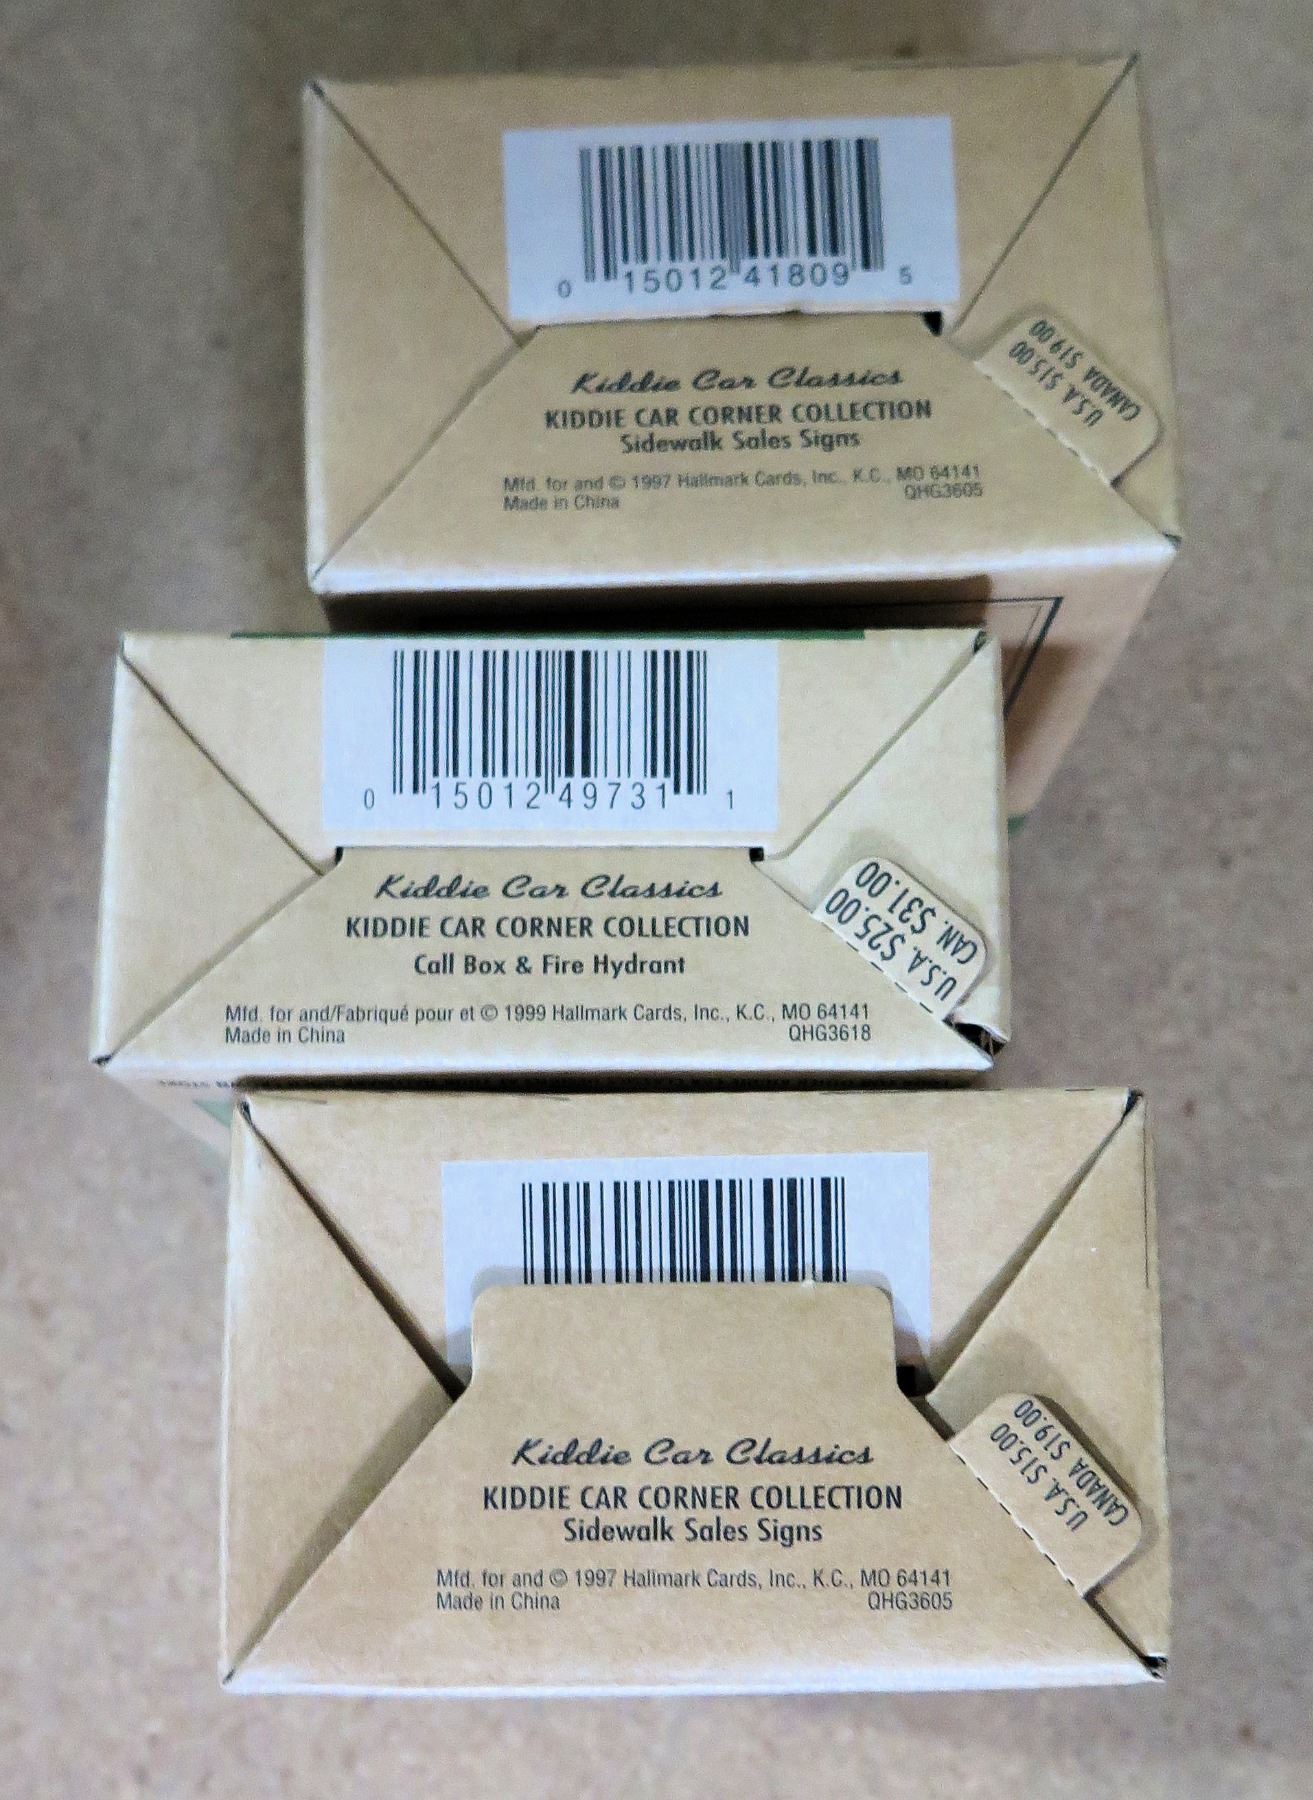 0 15012 41809 5
Kiddie Car Classics
KIDDIE CAR CORNER COLLECTION
Sidewalk Sales Signs
Mfd. for and © 1997 Hallmark Cards, Inc., K.C., MO 64141
Made in China QHG3605
U.S.A. $15.00
CANADA $19.00
0 15012 49731 1
Kiddie Car Classics
KIDDIE CAR CORNER COLLECTION
Call Box & Fire Hydrant
Mfd. for and/Fabriqué pour et © 1999 Hallmark Cards, Inc., K.C., MO 64141
Made in China QHG3618
U.S.A. $25.00
CAN. $31.00
Kiddie Car Classics
KIDDIE CAR CORNER COLLECTION
Sidewalk Sales Signs
Mfd. for and © 1997 Hallmark Cards, Inc., K.C., MO 64141
Made in China QHG3605
U.S.A. $15.00
CANADA $19.00